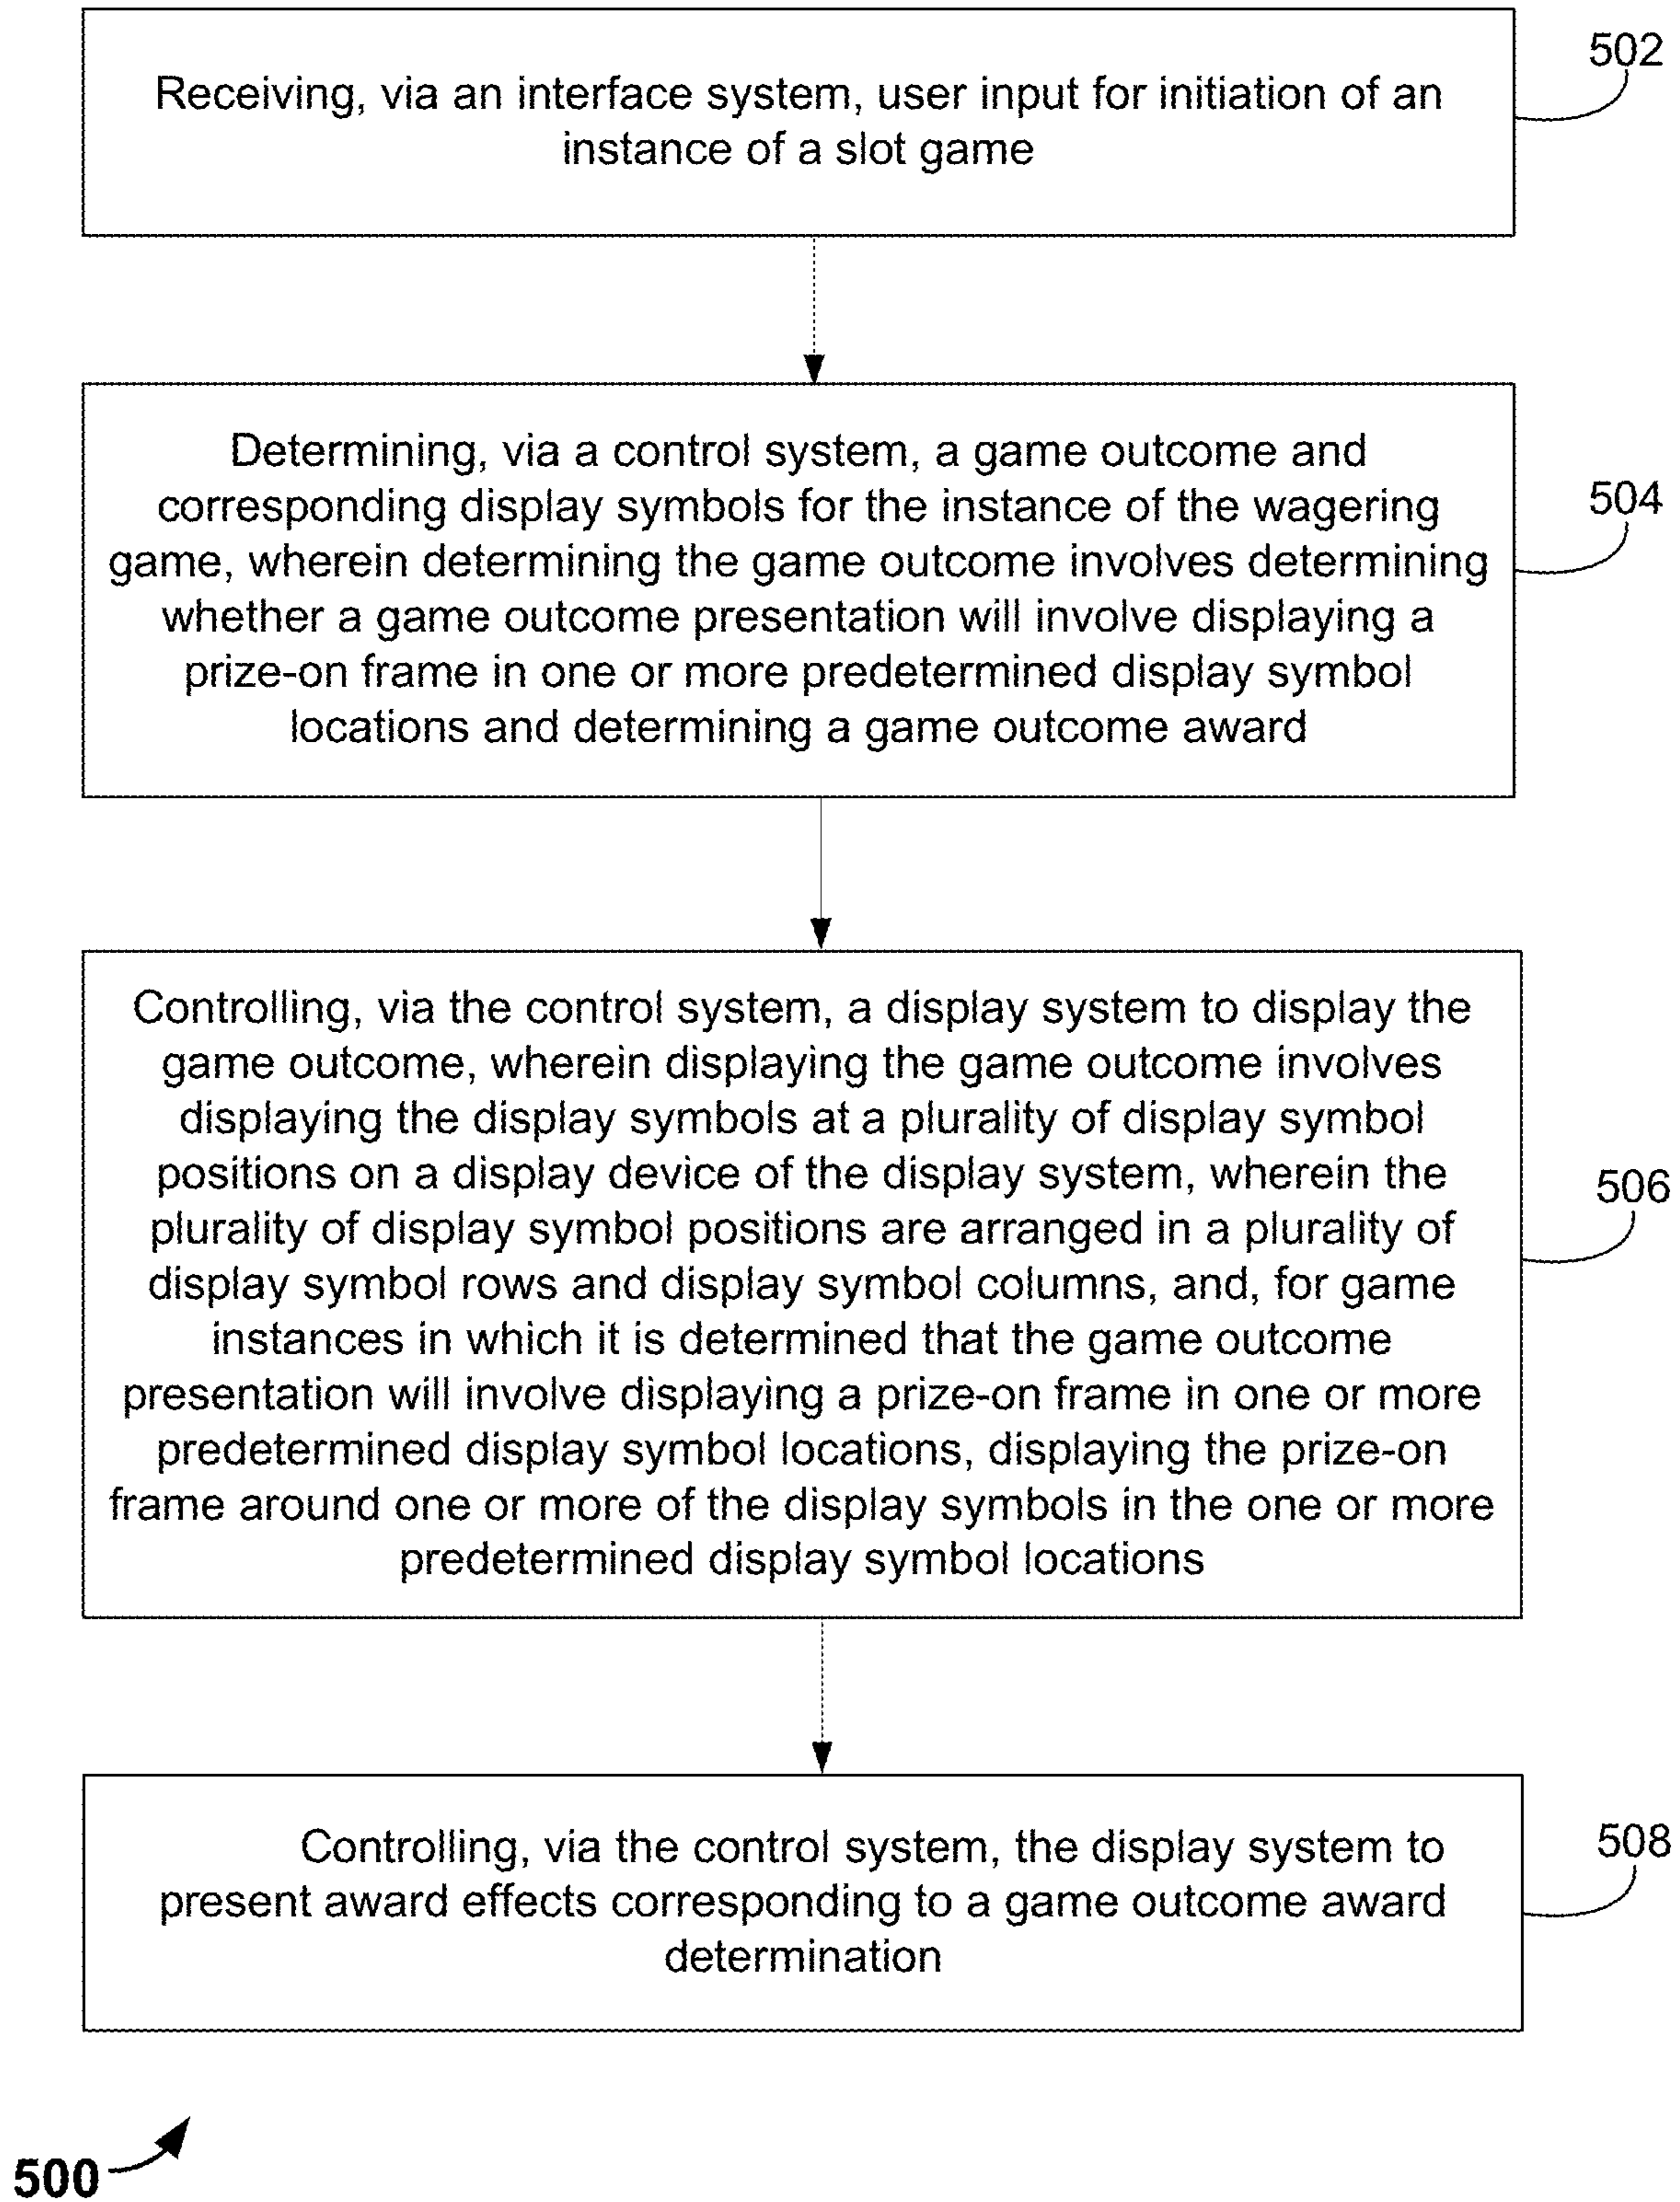 Receiving, via an interface system, user input for initiation of an
instance of a slot game
502
Determining, via a control system, a game outcome and
corresponding display symbols for the instance of the wagering
game, wherein determining the game outcome involves determining
whether a game outcome presentation will involve displaying a
prize-on frame in one or more predetermined display symbol
locations and determining a game outcome award
504
Controlling, via the control system, a display system to display the
game outcome, wherein displaying the game outcome involves
displaying the display symbols at a plurality of display symbol
positions on a display device of the display system, wherein the
plurality of display symbol positions are arranged in a plurality of
display symbol rows and display symbol columns, and, for game
instances in which it is determined that the game outcome
presentation will involve displaying a prize-on frame in one or more
predetermined display symbol locations, displaying the prize-on
frame around one or more of the display symbols in the one or more
predetermined display symbol locations
506
Controlling, via the control system, the display system to
present award effects corresponding to a game outcome award
determination
508
500